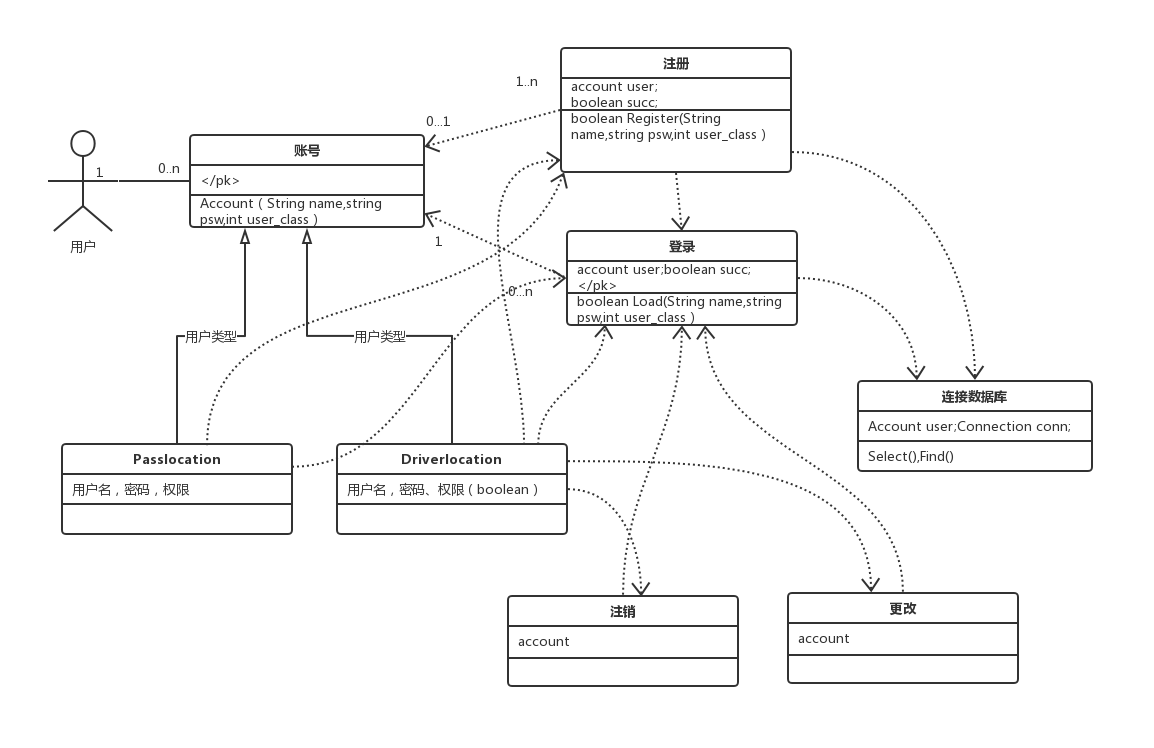 注册
1..n
account user;
boolean succ;
boolean Register(String
name,string psw,int user_class )
0...1
账号
1
0..n
</pk>
Account ( String name,string
psw,int user_class )
用户
1
登录
account user;boolean succ;
</pk>
0...n
boolean Load(String name,string
psw,int user_class )
用户类型
用户类型
连接数据库
Account user;Connection conn;
Select(),Find()
Passlocation
用户名，密码，权限
Driverlocation
用户名，密码、权限 ( boolean )
注销
account
更改
account